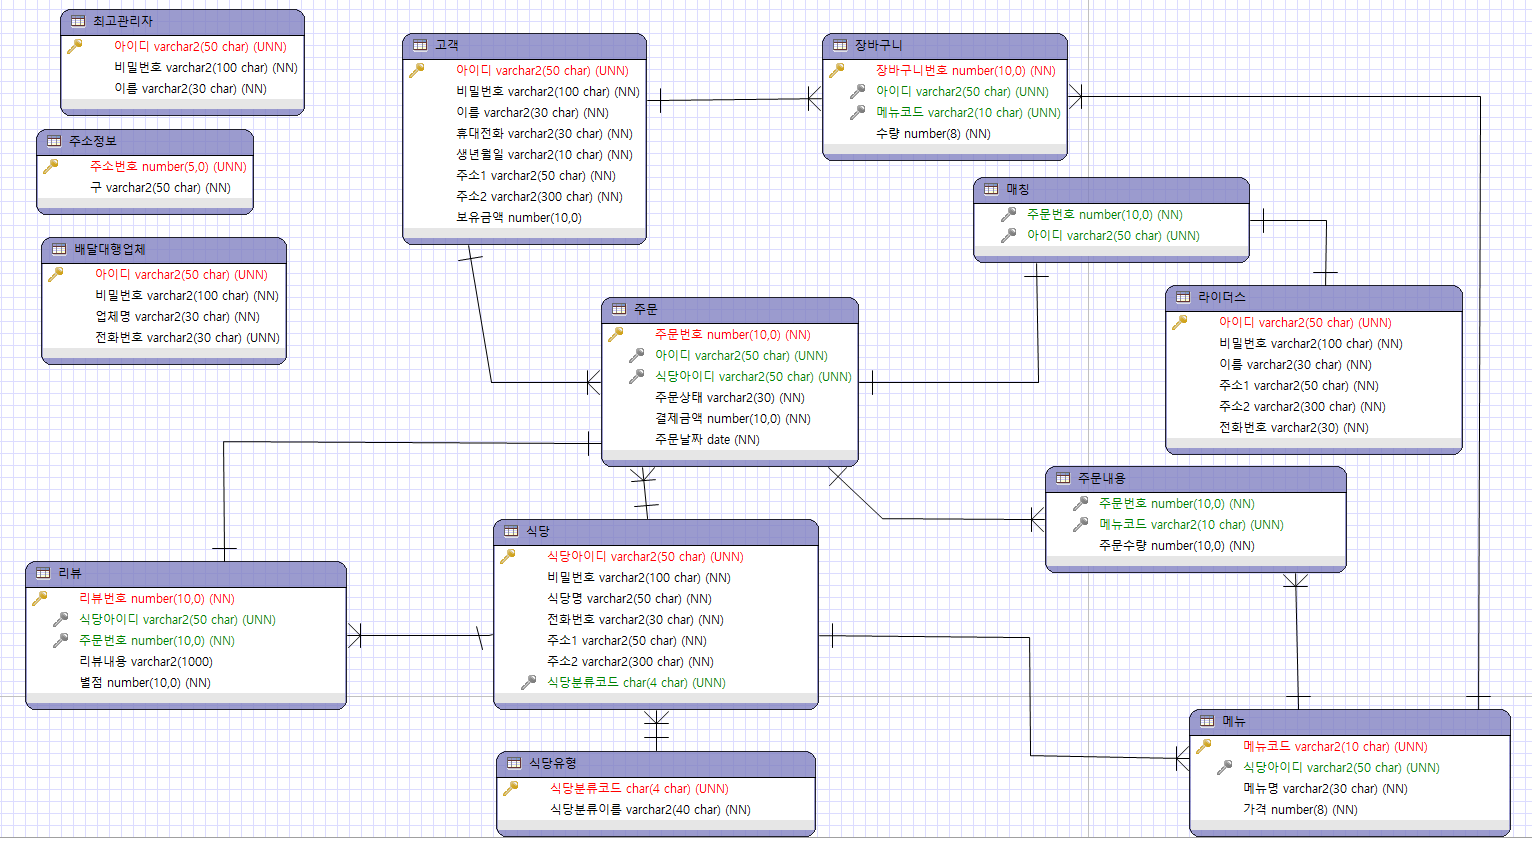 최고관리자
아이디 varchar2(50 char) (UNN)
비밀번호 varchar2(100 char) (NN)
이름 varchar2(30 char) (NN)
주소정보
주소번호 number(5,0) (UNN)
구 varchar2(50 char) (NN)
배달대행업체
아이디 varchar2(50 char) (UNN)
비밀번호 varchar2(100 char) (NN)
업체명 varchar2(30 char) (NN)
전화번호 varchar2(30 char) (UNN)
고객
아이디 varchar2(50 char) (UNN)
비밀번호 varchar2(100 char) (NN)
이름 varchar2(30 char) (NN)
휴대전화 varchar2(30 char) (NN)
생년월일 varchar2(10 char) (NN)
주소1 varchar2(50 char) (NN)
주소2 varchar2(300 char) (NN)
보유금액 number(10,0)
장바구니
장바구니번호 number(10,0) (NN)
아이디 varchar2(50 char) (UNN)
메뉴코드 varchar2(10 char) (UNN)
수량 number(8) (NN)
매칭
주문번호 number(10,0) (NN)
아이디 varchar2(50 char) (UNN)
라이더스
아이디 varchar2(50 char) (UNN)
비밀번호 varchar2(100 char) (NN)
이름 varchar2(30 char) (NN)
주소1 varchar2(50 char) (NN)
주소2 varchar2(300 char) (NN)
전화번호 varchar2(30) (NN)
주문
주문번호 number(10,0) (NN)
아이디 varchar2(50 char) (UNN)
식당아이디 varchar2(50 char) (UNN)
주문상태 varchar2(30) (NN)
결제금액 number(10,0) (NN)
주문날짜 date (NN)
주문내용
주문번호 number(10,0) (NN)
메뉴코드 varchar2(10 char) (UNN)
주문수량 number(10,0) (NN)
식당
식당아이디 varchar2(50 char) (UNN)
비밀번호 varchar2(100 char) (NN)
식당명 varchar2(50 char) (NN)
전화번호 varchar2(30 char) (NN)
주소1 varchar2(50 char) (NN)
주소2 varchar2(300 char) (NN)
식당분류코드 char(4 char) (UNN)
리뷰
리뷰번호 number(10,0) (NN)
식당아이디 varchar2(50 char) (UNN)
주문번호 number(10,0) (NN)
리뷰내용 varchar2(1000)
별점 number(10,0) (NN)
식당유형
식당분류코드 char(4 char) (UNN)
식당분류이름 varchar2(40 char) (NN)
메뉴
메뉴코드 varchar2(10 char) (UNN)
식당아이디 varchar2(50 char) (UNN)
메뉴명 varchar2(30 char) (NN)
가격 number(8) (NN)